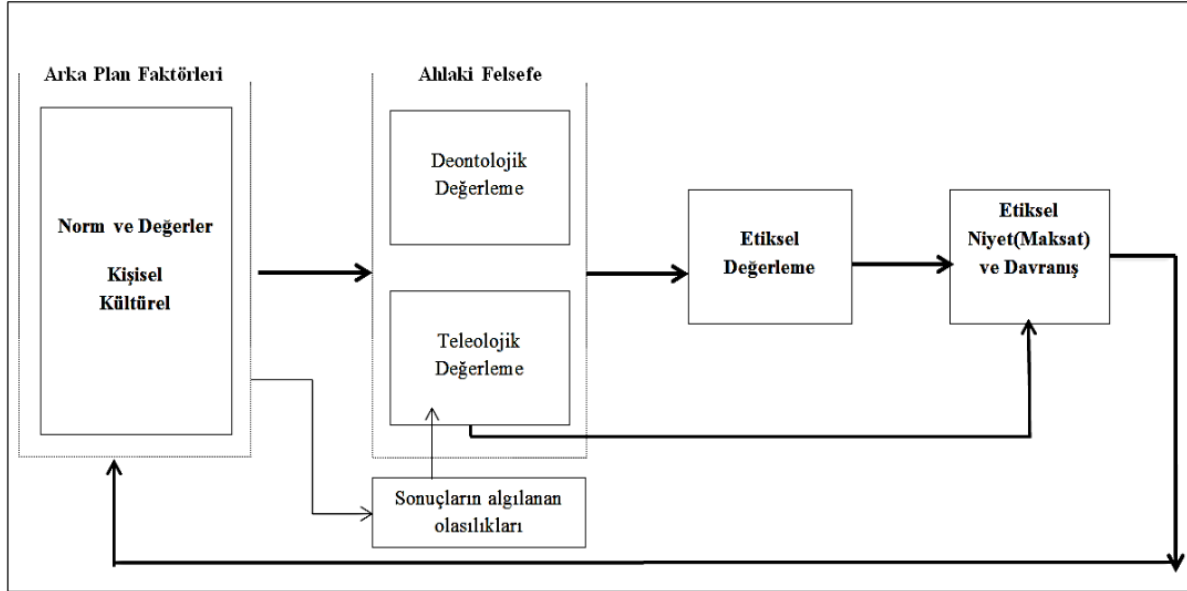 Arka Plan Faktörleri
Norm ve Değerler
Kişisel
Kültürel
Ahlaki Felsefe
Deontolojik
Değerleme
Teleolojik
Değerleme
Sonuçların algılanan
olasılıkları
Etiksel
Değerleme
Etiksel
Niyet(Maksat)
ve Davranış